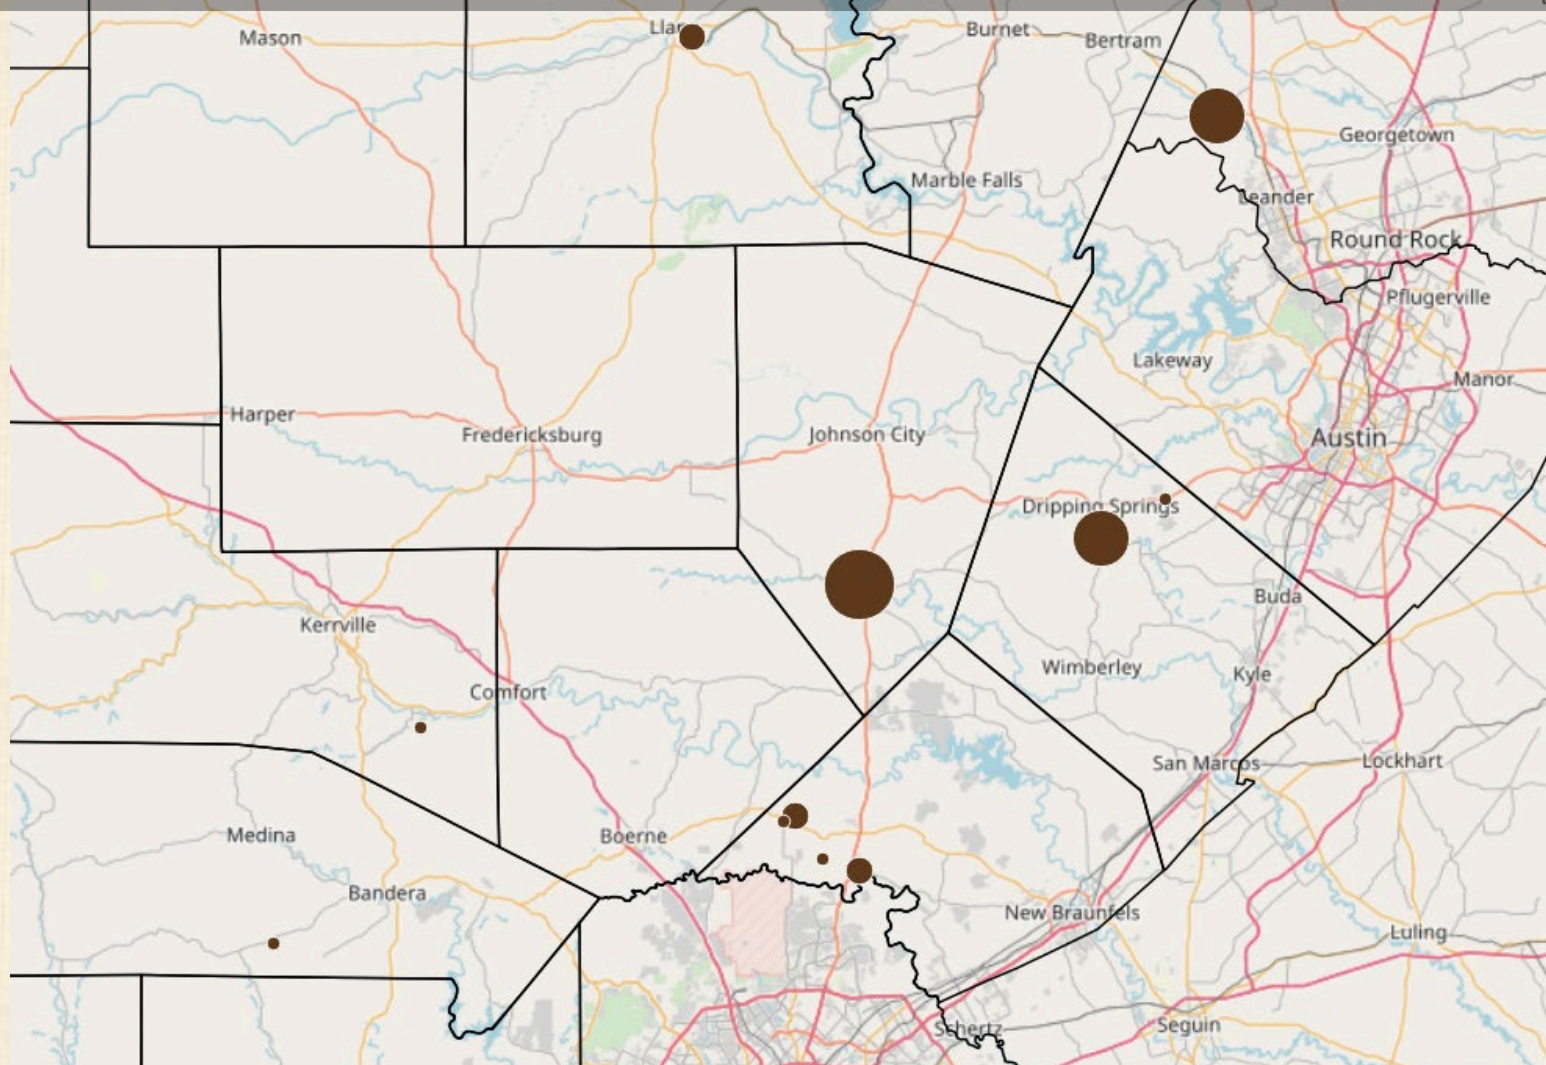 Mason
Burnet
Bertram
Georgetown
Marble Falls
Leander
Round Rock
Pflugerville
Lakeway
Manor
Harper
Fredericksburg
Johnson City
Austin
Dripping Springs
Buda
Kerrville
Wimberley
Kyle
Comfort
San Marcos
Lockhart
Medina
Boerne
Bandera
New Braunfels
Luling
Schertz
Seguin